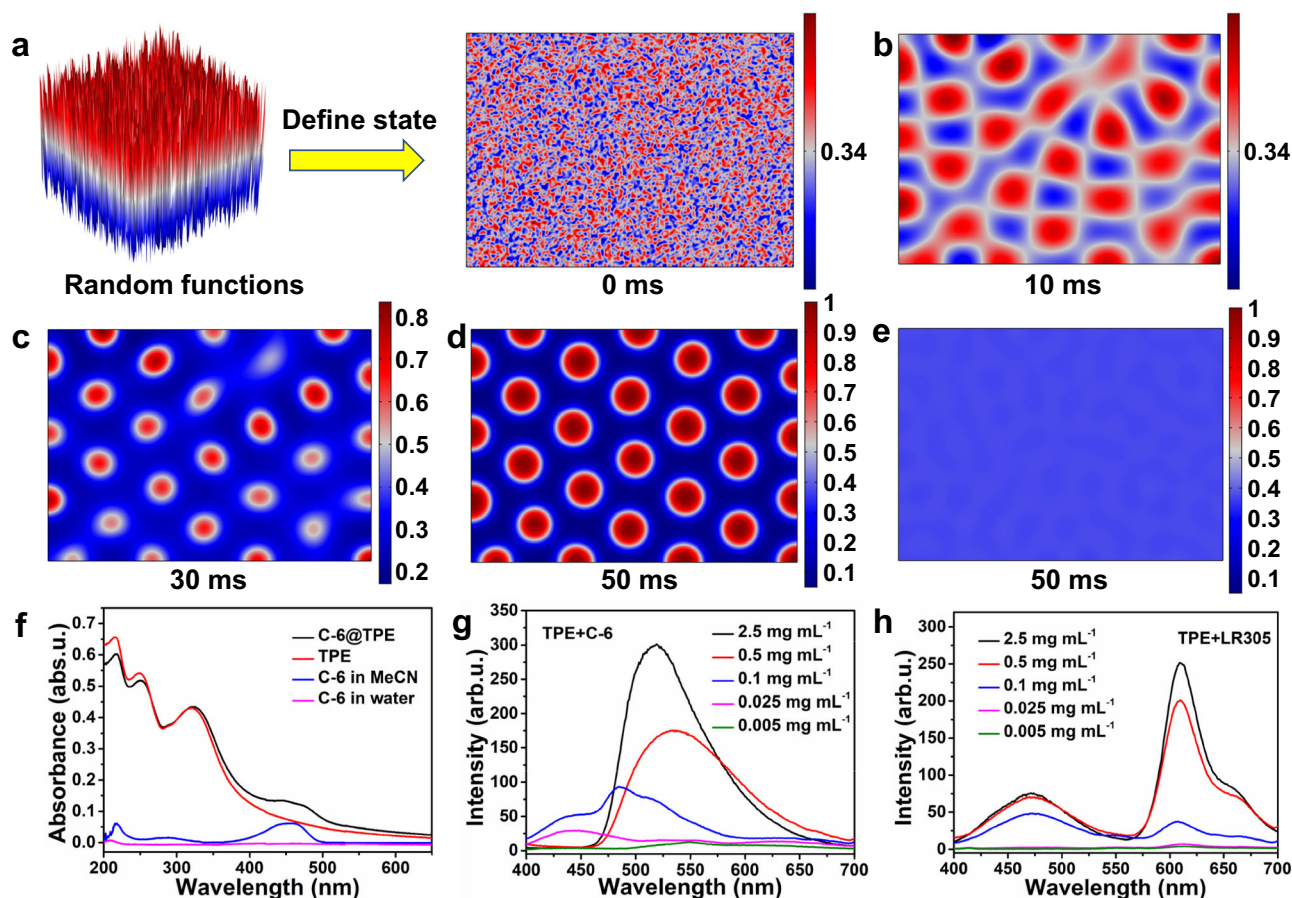 a
Define state
Random functions
0 ms
0.34
b
10 ms
0.34
c
30 ms
0.8
0.7
0.6
0.5
0.4
0.3
0.2
d
50 ms
1
0.9
0.8
0.7
0.6
0.5
0.4
0.3
0.2
0.1
e
50 ms
1
0.9
0.8
0.7
0.6
0.5
0.4
0.3
0.2
0.1
f
Absorbance (abs.u.)
0.7
0.6
0.5
0.4
0.3
0.2
0.1
0.0
C-6@TPE
TPE
C-6 in MeCN
C-6 in water
200 300 400 500 600
Wavelength (nm)
g
Intensity (arb.u.)
350
300
250
200
150
100
50
0
TPE+C-6
2.5 mg mL⁻¹
0.5 mg mL⁻¹
0.1 mg mL⁻¹
0.025 mg mL⁻¹
0.005 mg mL⁻¹
400 450 500 550 600 650 700
Wavelength (nm)
h
Intensity (arb.u.)
300
250
200
150
100
50
0
2.5 mg mL⁻¹
0.5 mg mL⁻¹
0.1 mg mL⁻¹
0.025 mg mL⁻¹
0.005 mg mL⁻¹
TPE+LR305
400 450 500 550 600 650 700
Wavelength (nm)